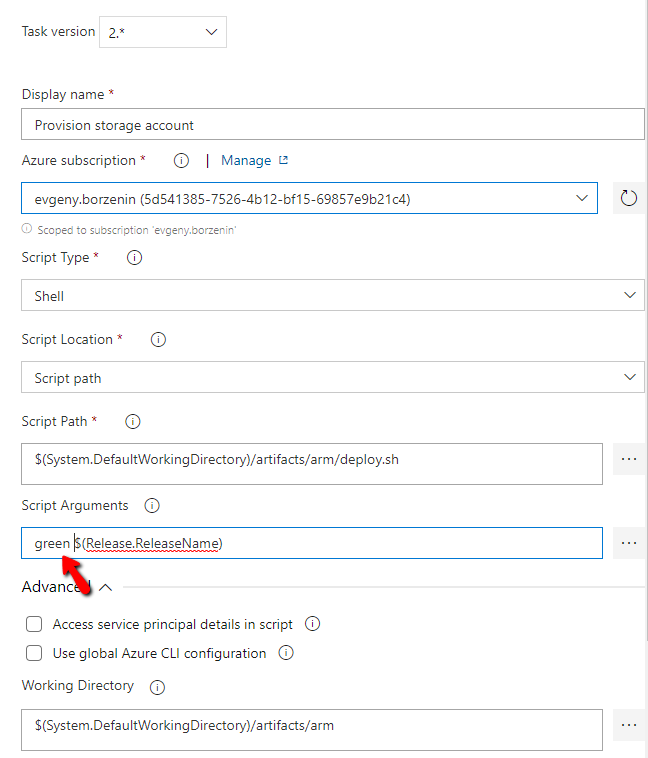 Task version 2.*
Display name *
Provision storage account
Azure subscription * | Manage
evgeny.borzenin (5d541385-7526-4b12-bf15-69857e9b21c4)
Scoped to subscription 'evgeny.borzenin'
Script Type *
Shell
Script Location *
Script path
Script Path *
$(System.DefaultWorkingDirectory)/artifacts/arm/deploy.sh
Script Arguments
green $(Release.ReleaseName)
Advanced
Access service principal details in script
Use global Azure CLI configuration
Working Directory
$(System.DefaultWorkingDirectory)/artifacts/arm